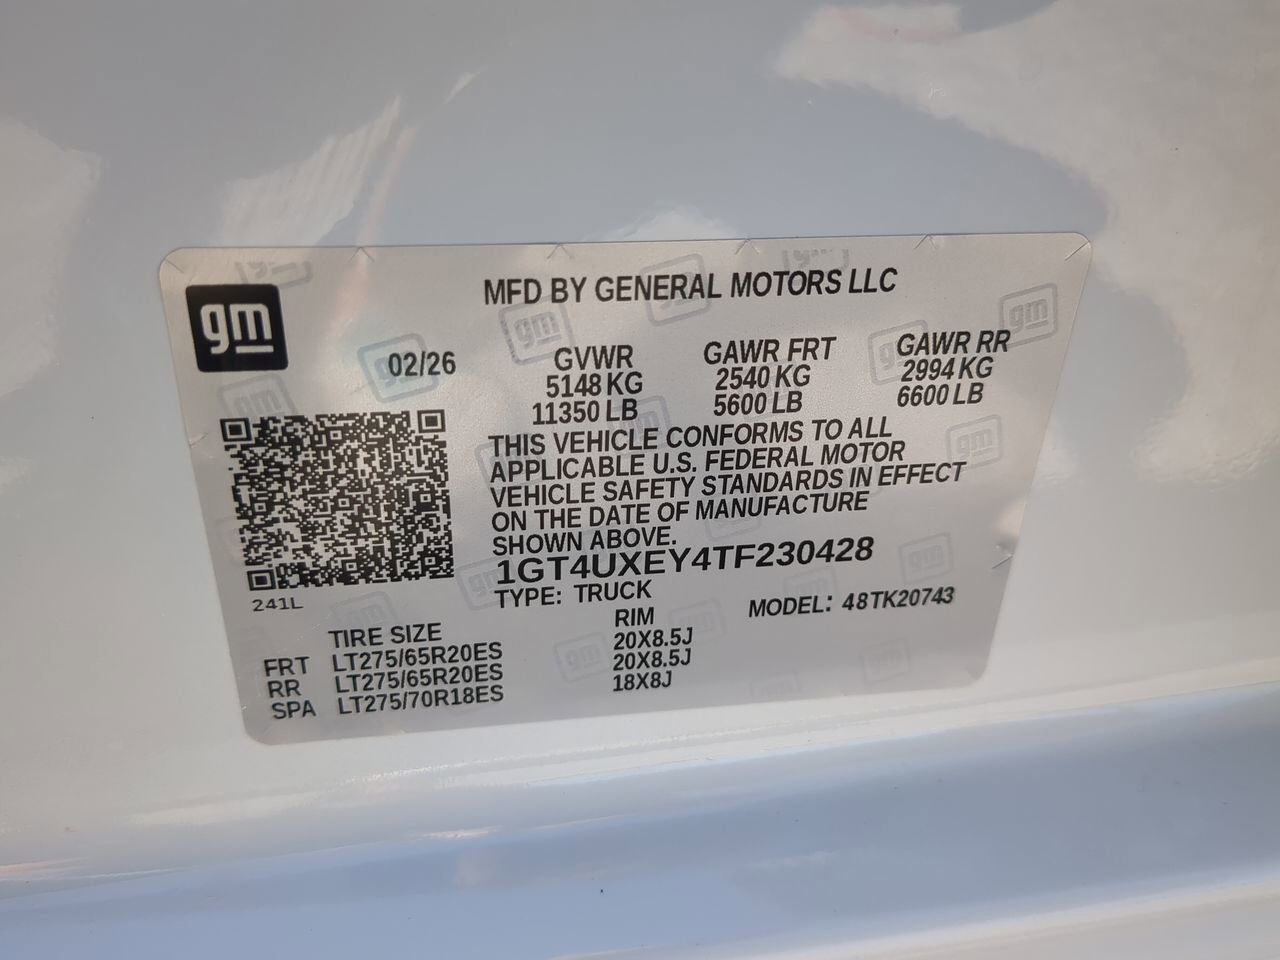 MFD BY GENERAL MOTORS LLC
gm
02/26
GVWR GAWR FRT GAWR RR
5148 KG 2540 KG 2994 KG
11350 LB 5600 LB 6600 LB
THIS VEHICLE CONFORMS TO ALL
APPLICABLE U.S. FEDERAL MOTOR
VEHICLE SAFETY STANDARDS IN EFFECT
ON THE DATE OF MANUFACTURE
SHOWN ABOVE.
1GT4UXEY4TF230428
TYPE: TRUCK
MODEL: 48TK20743
241L
TIRE SIZE RIM
FRT LT275/65R20ES 20X8.5J
RR LT275/65R20ES 20X8.5J
SPA LT275/70R18ES 18X8J